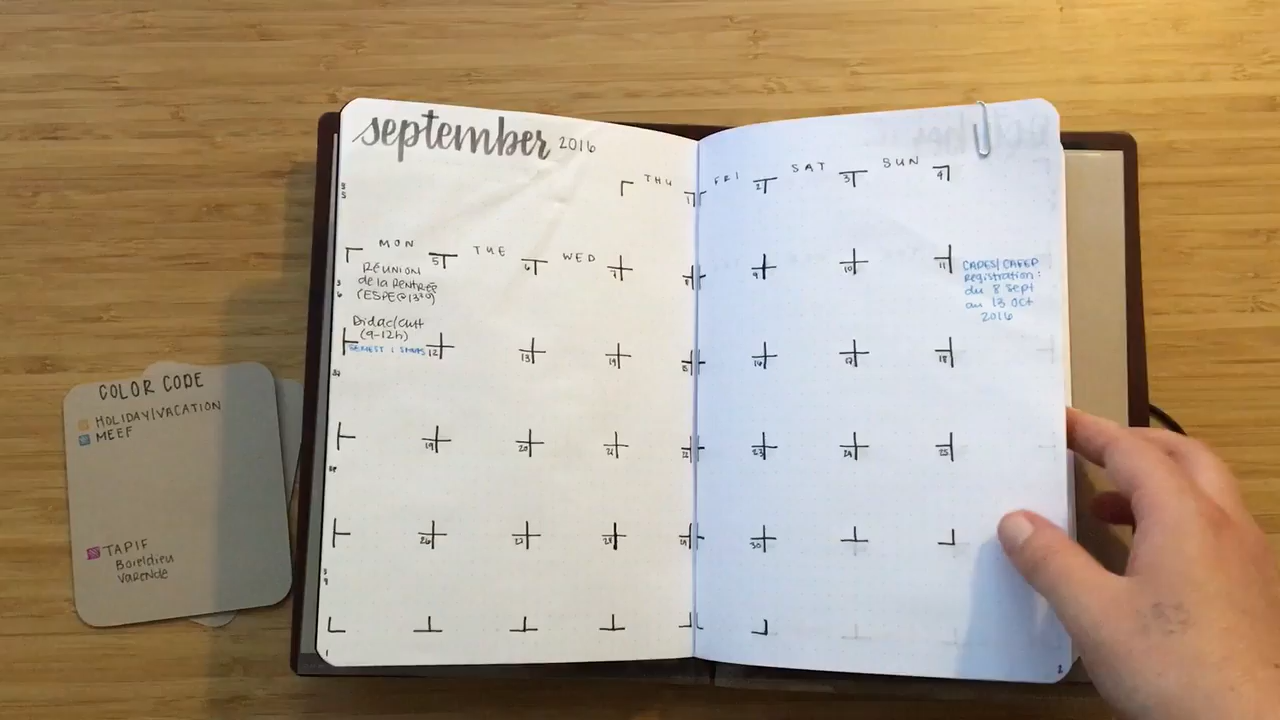 september 2016
THU
FRI
SAT
SUN
1
2
3
4
MON
TUE
WED
5
6
7
8
9
10
11
RÉUNION
de la RENTRÉE
Didac/Cult
(9-12h)
12
13
14
15
16
17
18
19
20
21
22
23
24
25
26
27
28
29
30
1
2
CAPES/CAFEP
Registration:
du 8 sept
au 13 oct
2016
COLOR CODE
HOLIDAY/VACATION
MEEF
TAPIF
Boieldieu
Varende